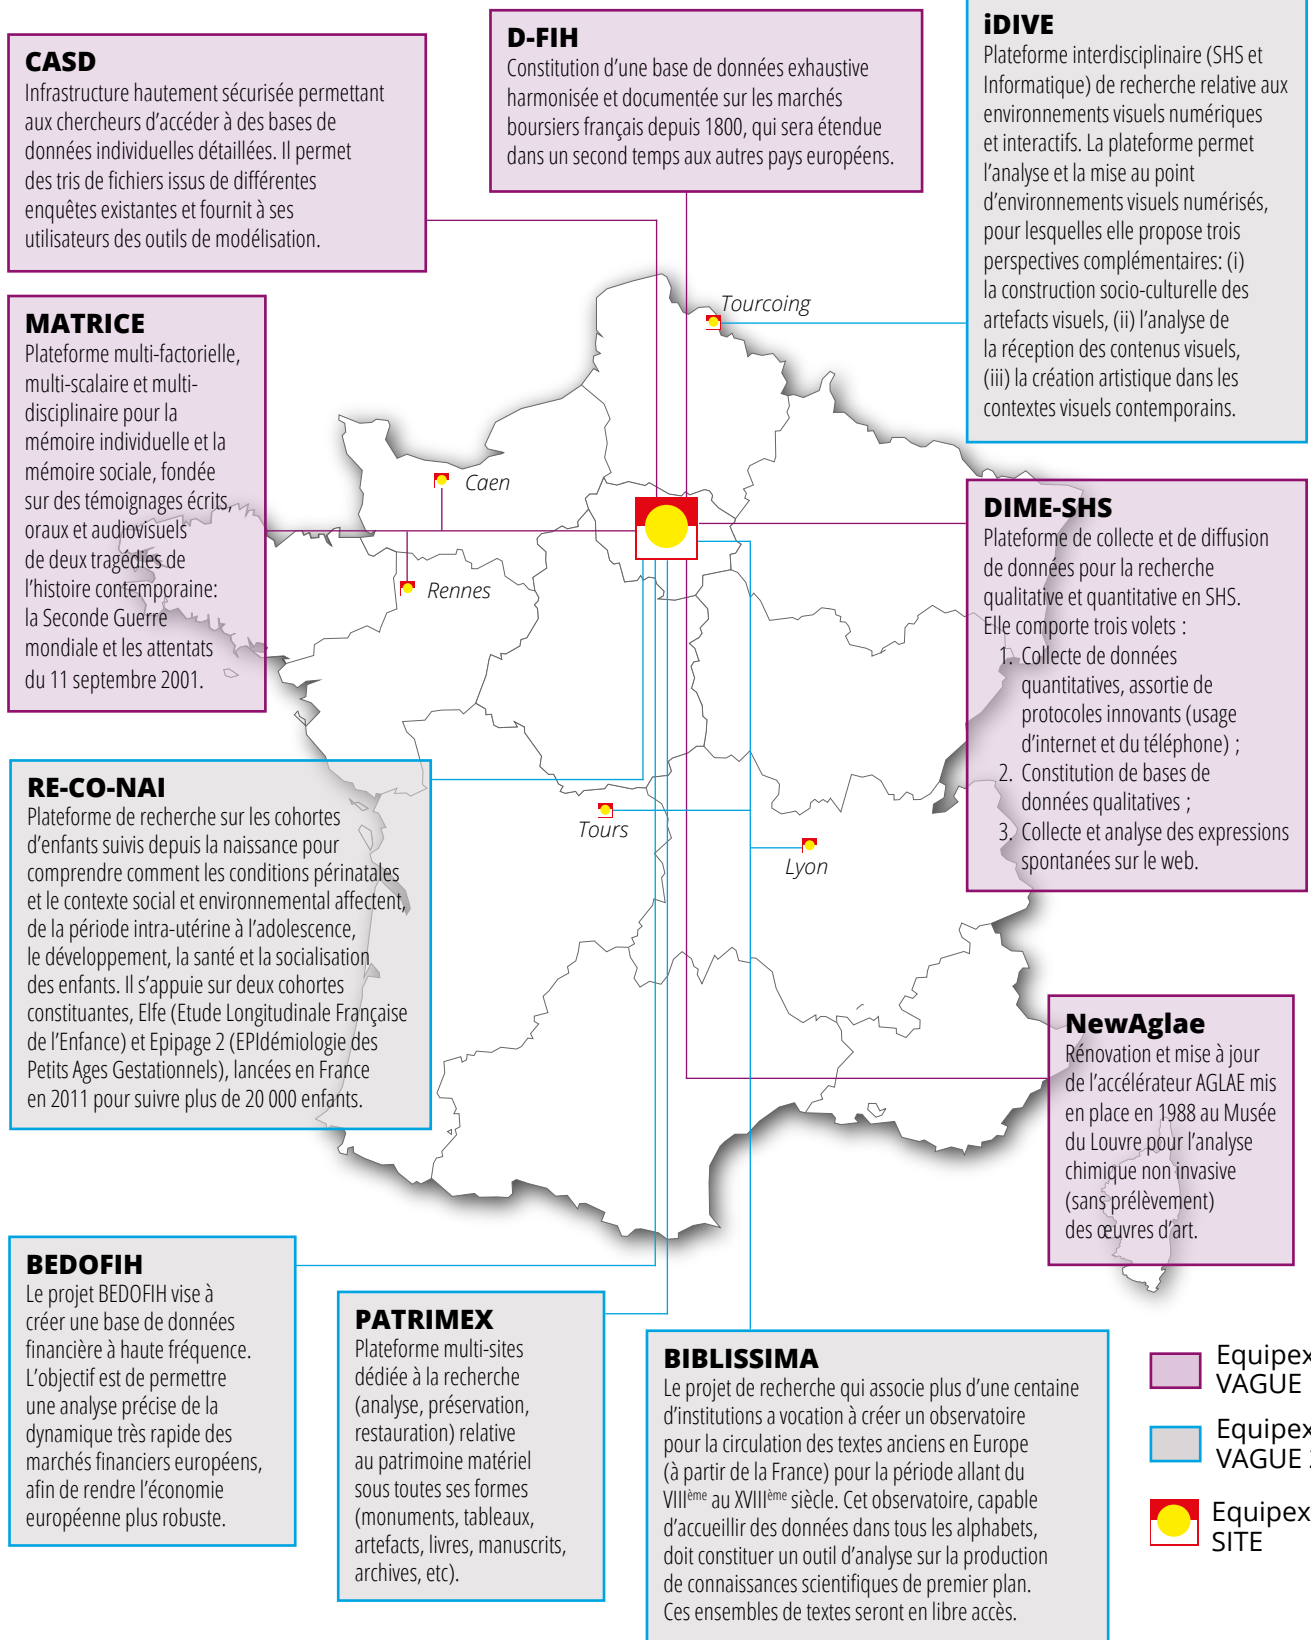 CASD
Infrastructure hautement sécurisée permettant
aux chercheurs d’accéder à des bases de
données individuelles détaillées. Il permet
des tris de fichiers issus de différentes
enquêtes existantes et fournit à ses
utilisateurs des outils de modélisation.
D-FIH
Constitution d’une base de données exhaustive
harmonisée et documentée sur les marchés
boursiers français depuis 1800, qui sera étendue
dans un second temps aux autres pays européens.
iDIVE
Plateforme interdisciplinaire (SHS et
Informatique) de recherche relative aux
environnements visuels numériques
et interactifs. La plateforme permet
l’analyse et la mise au point
d’environnements visuels numérisés,
pour lesquelles elle propose trois
perspectives complémentaires: (i)
la construction socio-culturelle des
artefacts visuels, (ii) l’analyse de
la réception des contenus visuels,
(iii) la création artistique dans les
contextes visuels contemporains.
MATRICE
Plateforme multi-factorielle,
multi-scalaire et multi-
disciplinaire pour la
mémoire individuelle et la
mémoire sociale, fondée
sur des témoignages écrits,
oraux et audiovisuels
de deux tragédies de
l’histoire contemporaine:
la Seconde Guerre
mondiale et les attentats
du 11 septembre 2001.
Tourcoing
Caen
Rennes
Tours
Lyon
DIME-SHS
Plateforme de collecte et de diffusion
de données pour la recherche
qualitative et quantitative en SHS.
Elle comporte trois volets :
1. Collecte de données
quantitatives, assortie de
protocoles innovants (usage
d’internet et du téléphone) ;
2. Constitution de bases de
données qualitatives ;
3. Collecte et analyse des expressions
spontanées sur le web.
RE-CO-NAI
Plateforme de recherche sur les cohortes
d’enfants suivis depuis la naissance pour
comprendre comment les conditions périnatales
et le contexte social et environnemental affectent,
de la période intra-utérine à l’adolescence,
le développement, la santé et la socialisation
des enfants. Il s’appuie sur deux cohortes
constituantes, Elfe (Etude Longitudinale Française
de l’Enfance) et Epipage 2 (EPIdémiologie des
Petits Ages Gestationnels), lancées en France
en 2011 pour suivre plus de 20 000 enfants.
NewAglae
Rénovation et mise à jour
de l’accélérateur AGLAE mis
en place en 1988 au Musée
du Louvre pour l’analyse
chimique non invasive
(sans prélèvement)
des œuvres d’art.
BEDOFIH
Le projet BEDOFIH vise à
créer une base de données
financière à haute fréquence.
L’objectif est de permettre
une analyse précise de la
dynamique très rapide des
marchés financiers européens,
afin de rendre l’économie
européenne plus robuste.
PATRIMEX
Plateforme multi-sites
dédiée à la recherche
(analyse, préservation,
restauration) relative
au patrimoine matériel
sous toutes ses formes
(monuments, tableaux,
artefacts, livres, manuscrits,
archives, etc).
BIBLISSIMA
Le projet de recherche qui associe plus d’une centaine
d’institutions a vocation à créer un observatoire
pour la circulation des textes anciens en Europe
(à partir de la France) pour la période allant du
VIIIème au XVIIIème siècle. Cet observatoire, capable
d’accueillir des données dans tous les alphabets,
doit constituer un outil d’analyse sur la production
de connaissances scientifiques de premier plan.
Ces ensembles de textes seront en libre accès.
Equipex
VAGUE
Equipex
VAGUE
Equipex
SITE